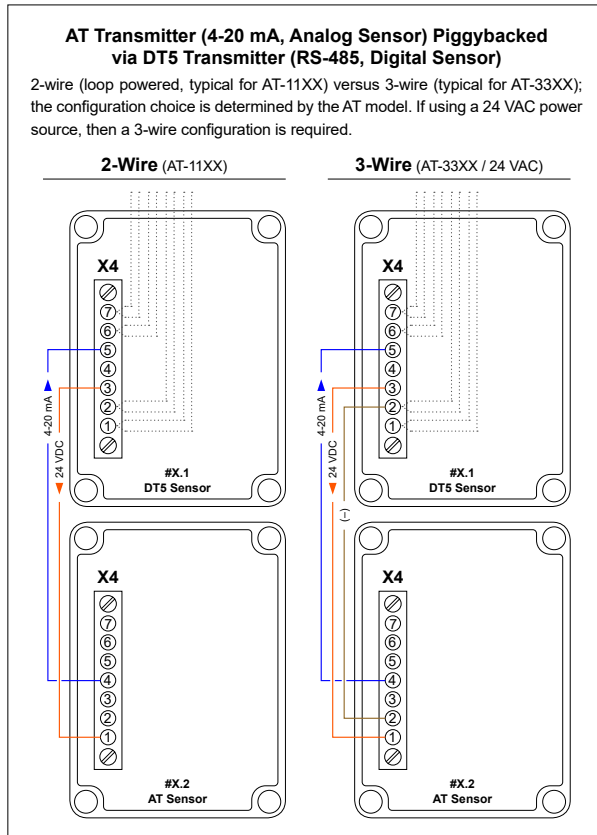 AT Transmitter (4-20 mA, Analog Sensor) Piggybacked
via DT5 Transmitter (RS-485, Digital Sensor)
2-wire (loop powered, typical for AT-11XX) versus 3-wire (typical for AT-33XX);
the configuration choice is determined by the AT model. If using a 24 VAC power
source, then a 3-wire configuration is required.
2-Wire (AT-11XX)
X4
7
6
5
4
3
2
1
4-20 mA
24 VDC
#X.1
DT5 Sensor
X4
7
6
5
4
3
2
1
#X.2
AT Sensor
3-Wire (AT-33XX / 24 VAC)
X4
7
6
5
4
3
2
1
4-20 mA
24 VDC
(–)
#X.1
DT5 Sensor
X4
7
6
5
4
3
2
1
#X.2
AT Sensor